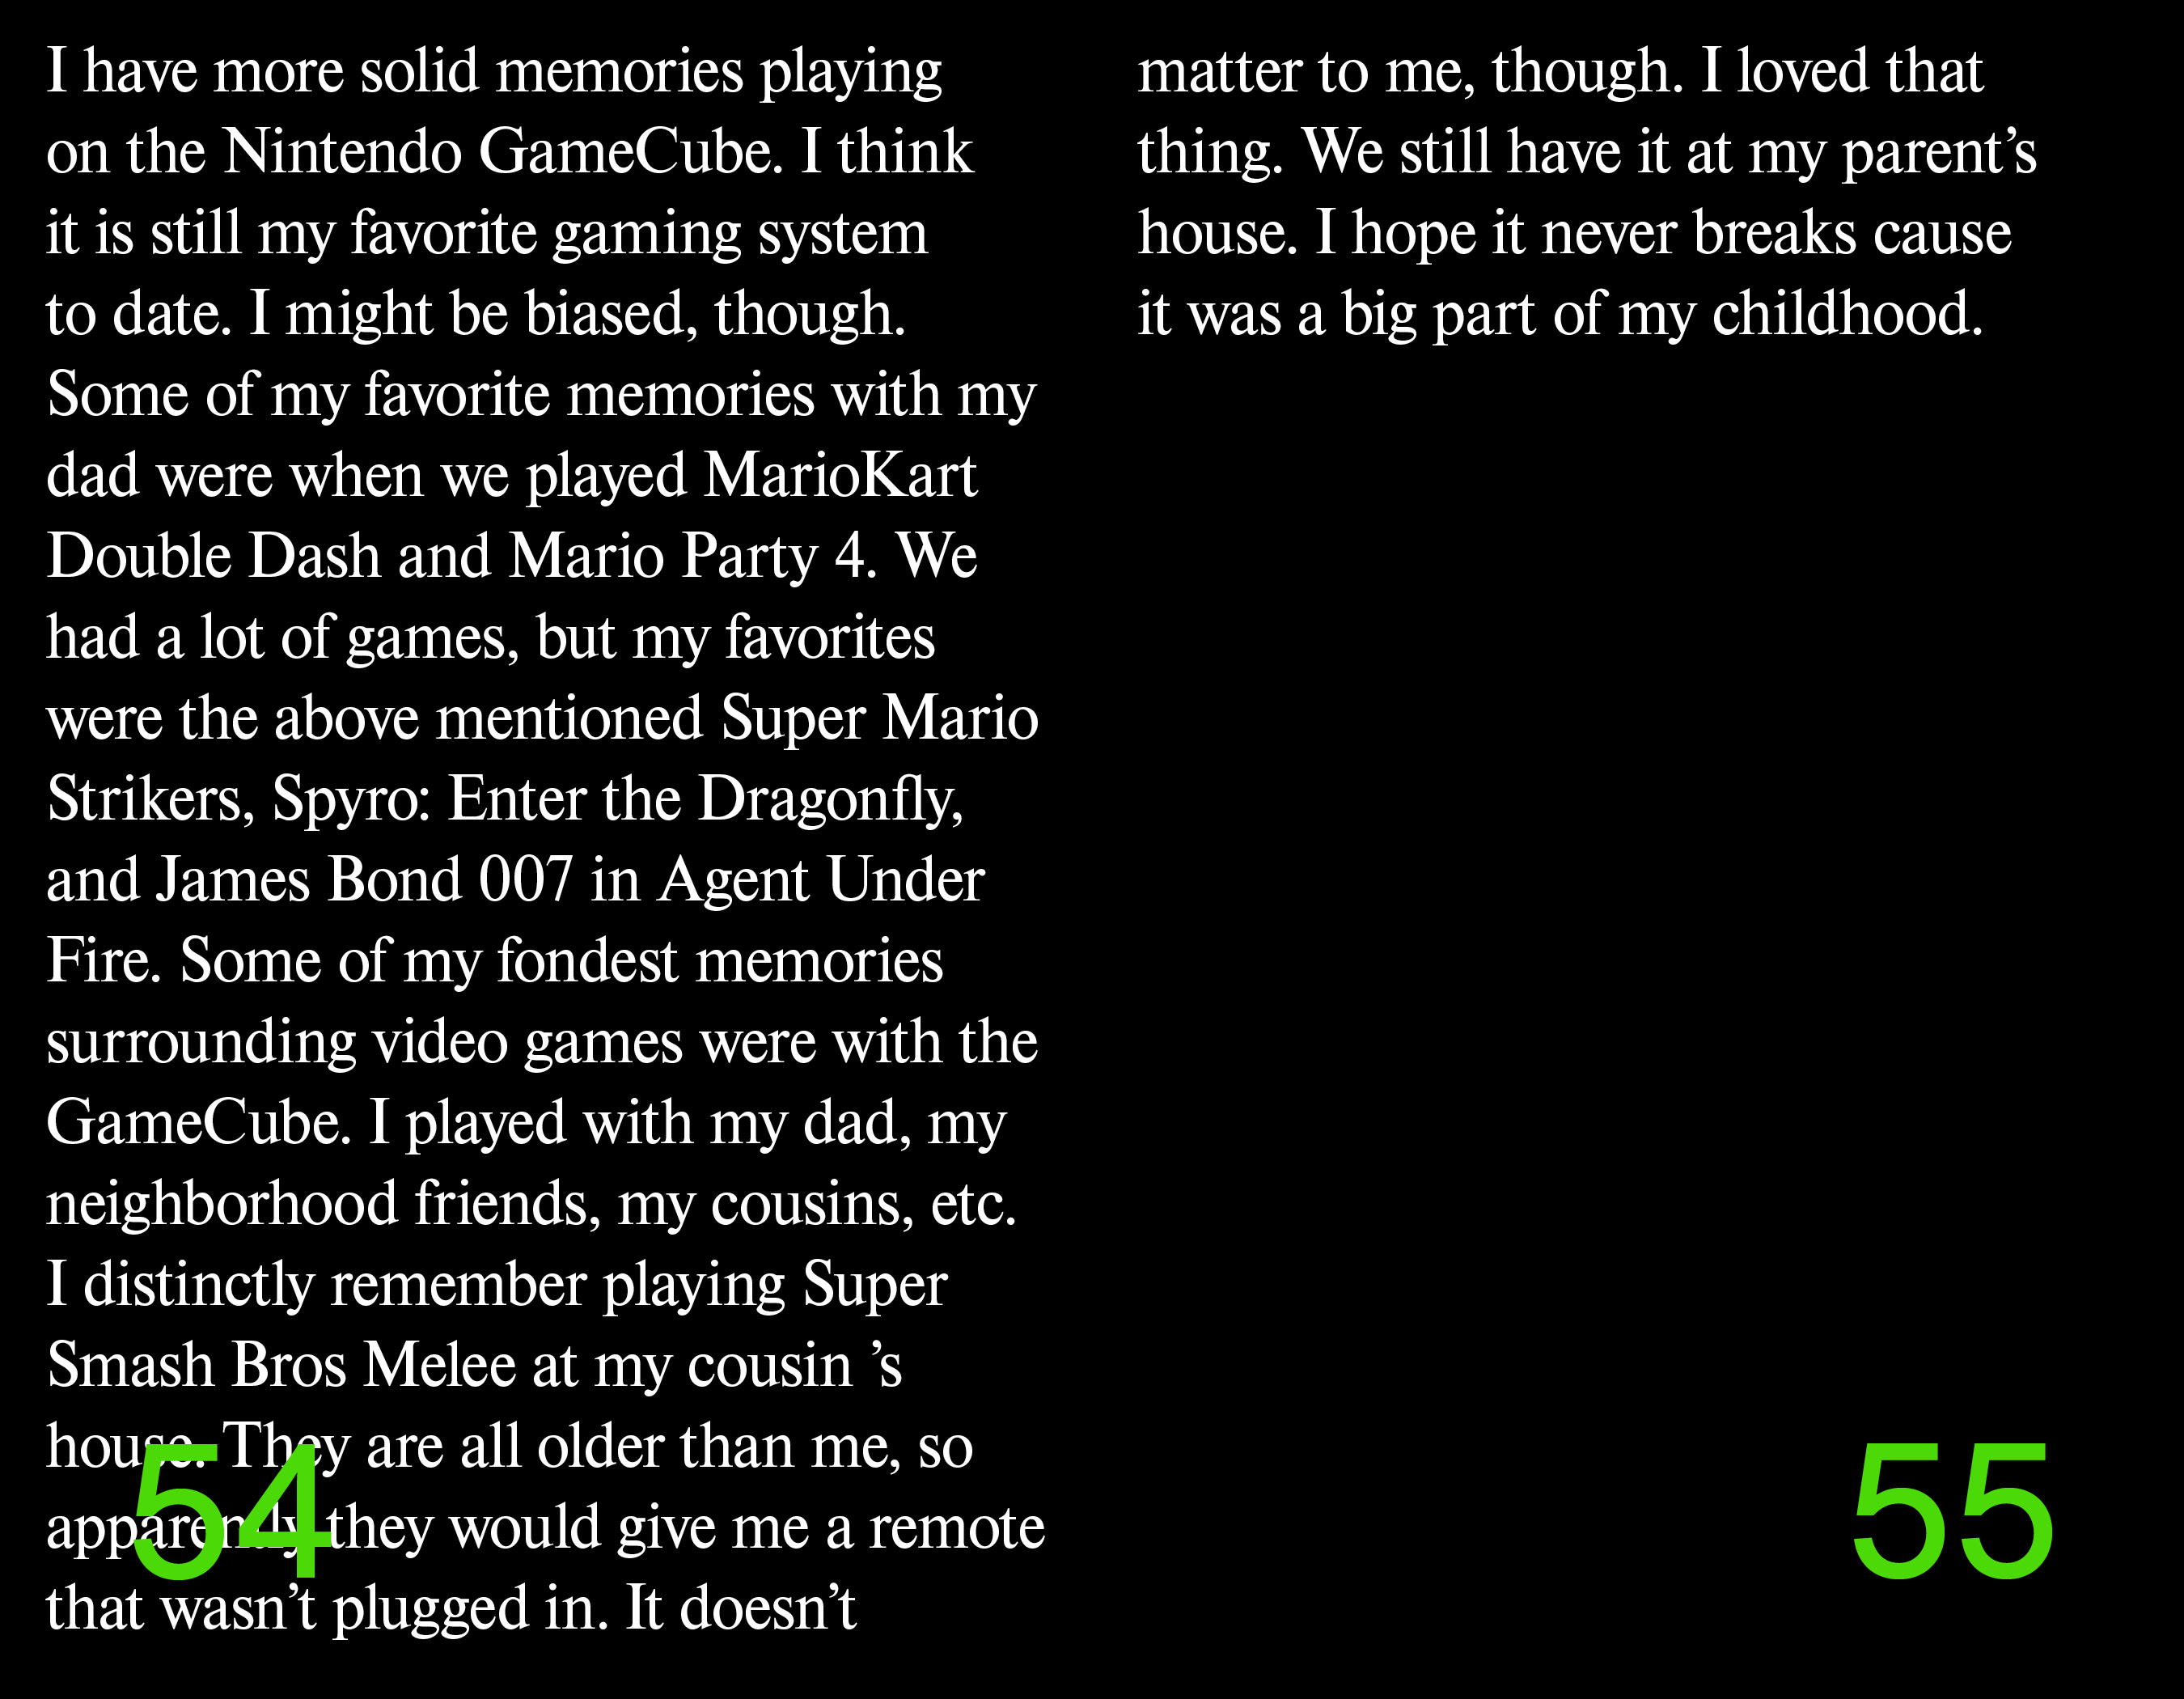 I have more solid memories playing
on the Nintendo GameCube. I think
it is still my favorite gaming system
to date. I might be biased, though.
Some of my favorite memories with my
dad were when we played MarioKart
Double Dash and Mario Party 4. We
had a lot of games, but my favorites
were the above mentioned Super Mario
Strikers, Spyro: Enter the Dragonfly,
and James Bond 007 in Agent Under
Fire. Some of my fondest memories
surrounding video games were with the
GameCube. I played with my dad, my
neighborhood friends, my cousins, etc.
I distinctly remember playing Super
Smash Bros Melee at my cousin ’s
house. They are all older than me, so
apparently they would give me a remote
that wasn’t plugged in. It doesn’t
54
matter to me, though. I loved that
thing. We still have it at my parent’s
house. I hope it never breaks cause
it was a big part of my childhood.
55